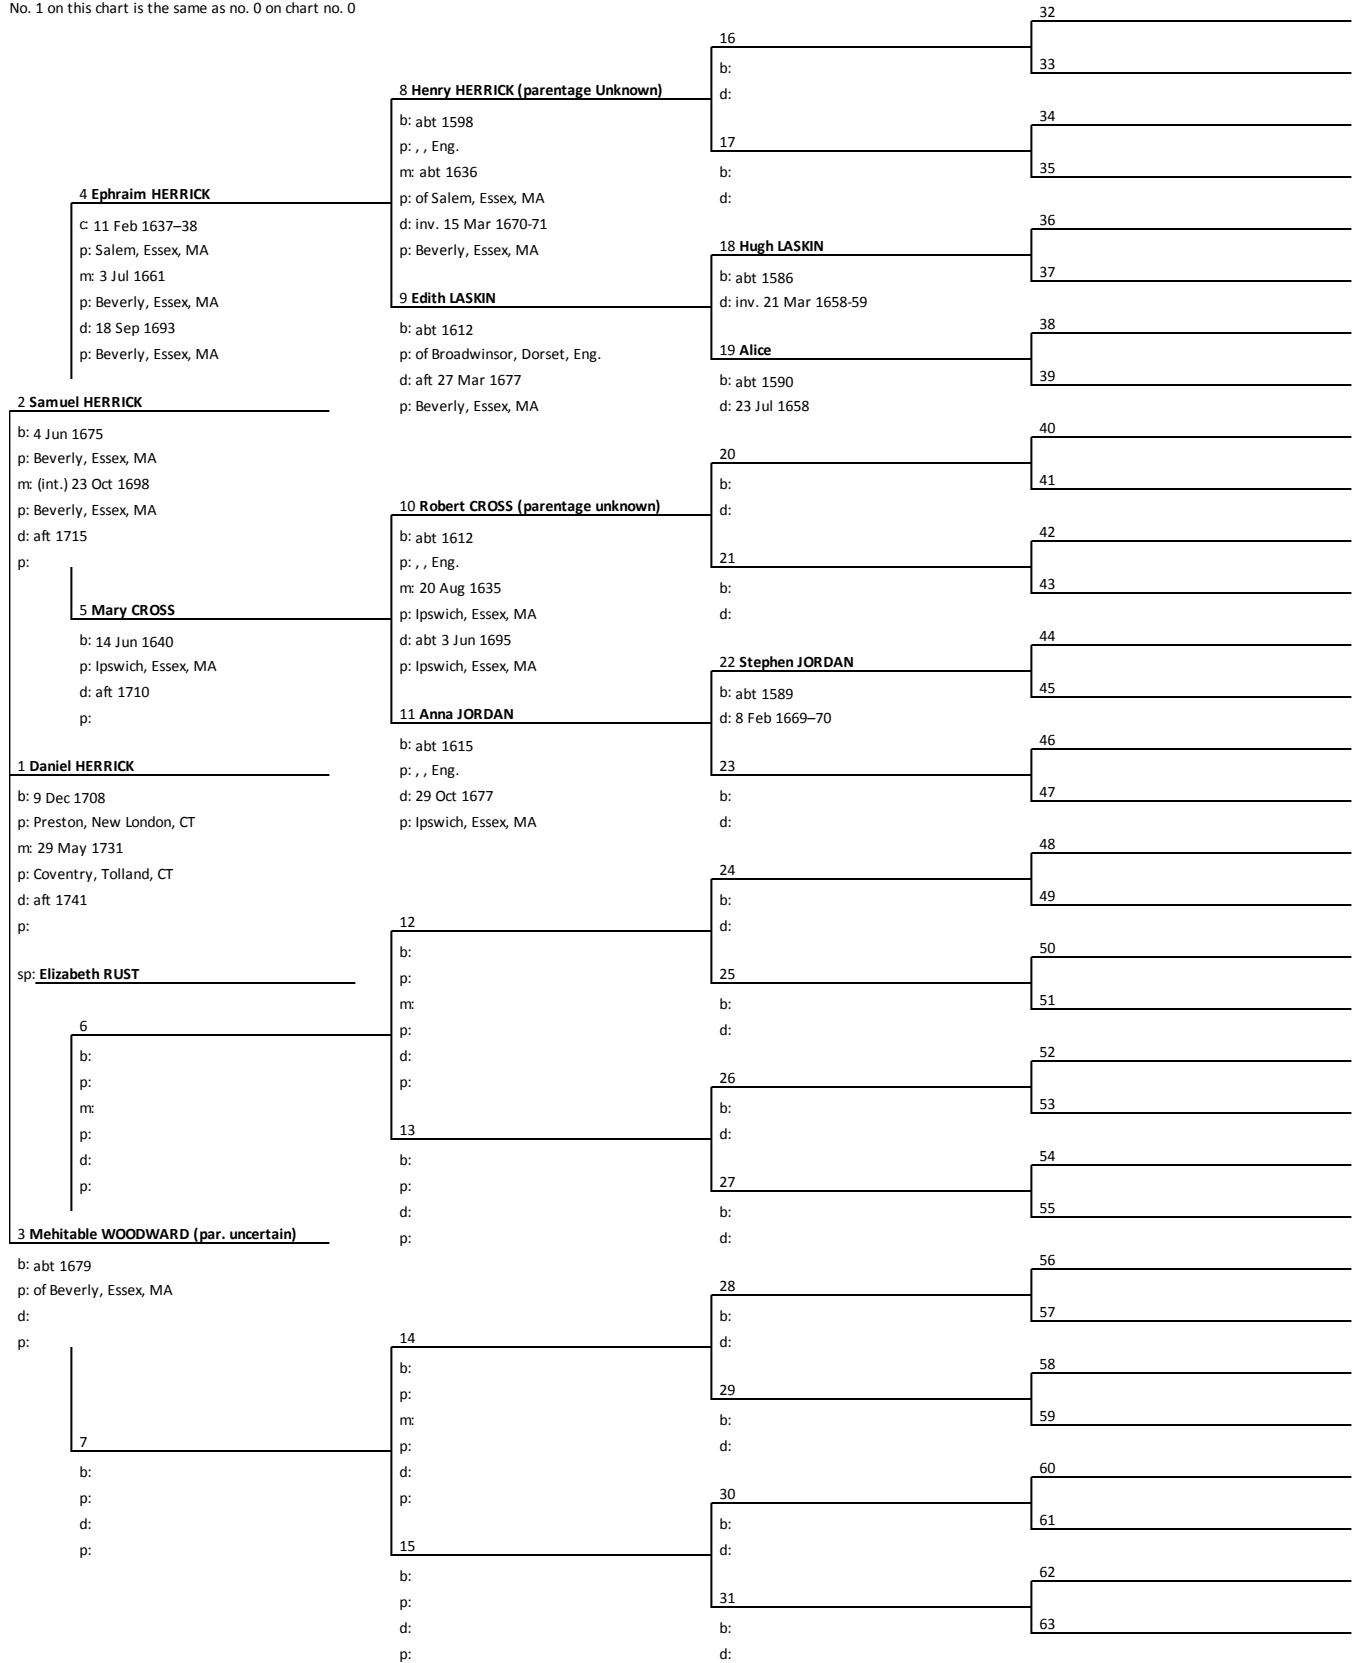 No. 1 on this chart is the same as no. 0 on chart no. 0
4 Ephraim HERRICK
c: 11 Feb 1637–38
p: Salem, Essex, MA
m: 3 Jul 1661
p: Beverly, Essex, MA
d: 18 Sep 1693
p: Beverly, Essex, MA
2 Samuel HERRICK
b: 4 Jun 1675
p: Beverly, Essex, MA
m: (int.) 23 Oct 1698
p: Beverly, Essex, MA
d: aft 1715
p:
5 Mary CROSS
b: 14 Jun 1640
p: Ipswich, Essex, MA
d: aft 1710
p:
1 Daniel HERRICK
b: 9 Dec 1708
p: Preston, New London, CT
m: 29 May 1731
p: Coventry, Tolland, CT
d: aft 1741
p:
sp: Elizabeth RUST
6
b:
p:
m:
p:
d:
p:
3 Mehitable WOODWARD (par. uncertain)
b: abt 1679
p: of Beverly, Essex, MA
d:
p:
7
b:
p:
d:
p:
8 Henry HERRICK (parentage Unknown)
b: abt 1598
p: , , Eng.
m: abt 1636
p: of Salem, Essex, MA
d: inv. 15 Mar 1670-71
p: Beverly, Essex, MA
9 Edith LASKIN
b: abt 1612
p: of Broadwinsor, Dorset, Eng.
d: aft 27 Mar 1677
p: Beverly, Essex, MA
10 Robert CROSS (parentage unknown)
b: abt 1612
p: , , Eng.
m: 20 Aug 1635
p: Ipswich, Essex, MA
d: abt 3 Jun 1695
p: Ipswich, Essex, MA
11 Anna JORDAN
b: abt 1615
p: , , Eng.
d: 29 Oct 1677
p: Ipswich, Essex, MA
12
b:
p:
m:
p:
d:
p:
13
b:
p:
d:
p:
14
b:
p:
m:
p:
d:
p:
15
b:
p:
d:
p:
16
b:
d:
17
b:
d:
18 Hugh LASKIN
b: abt 1586
d: inv. 21 Mar 1658-59
19 Alice
b: abt 1590
d: 23 Jul 1658
20
b:
d:
21
b:
d:
22 Stephen JORDAN
b: abt 1589
d: 8 Feb 1669–70
23
b:
d:
24
b:
d:
25
b:
d:
26
b:
d:
27
b:
d:
28
b:
d:
29
b:
d:
30
b:
d:
31
b:
d:
32
33
34
35
36
37
38
39
40
41
42
43
44
45
46
47
48
49
50
51
52
53
54
55
56
57
58
59
60
61
62
63